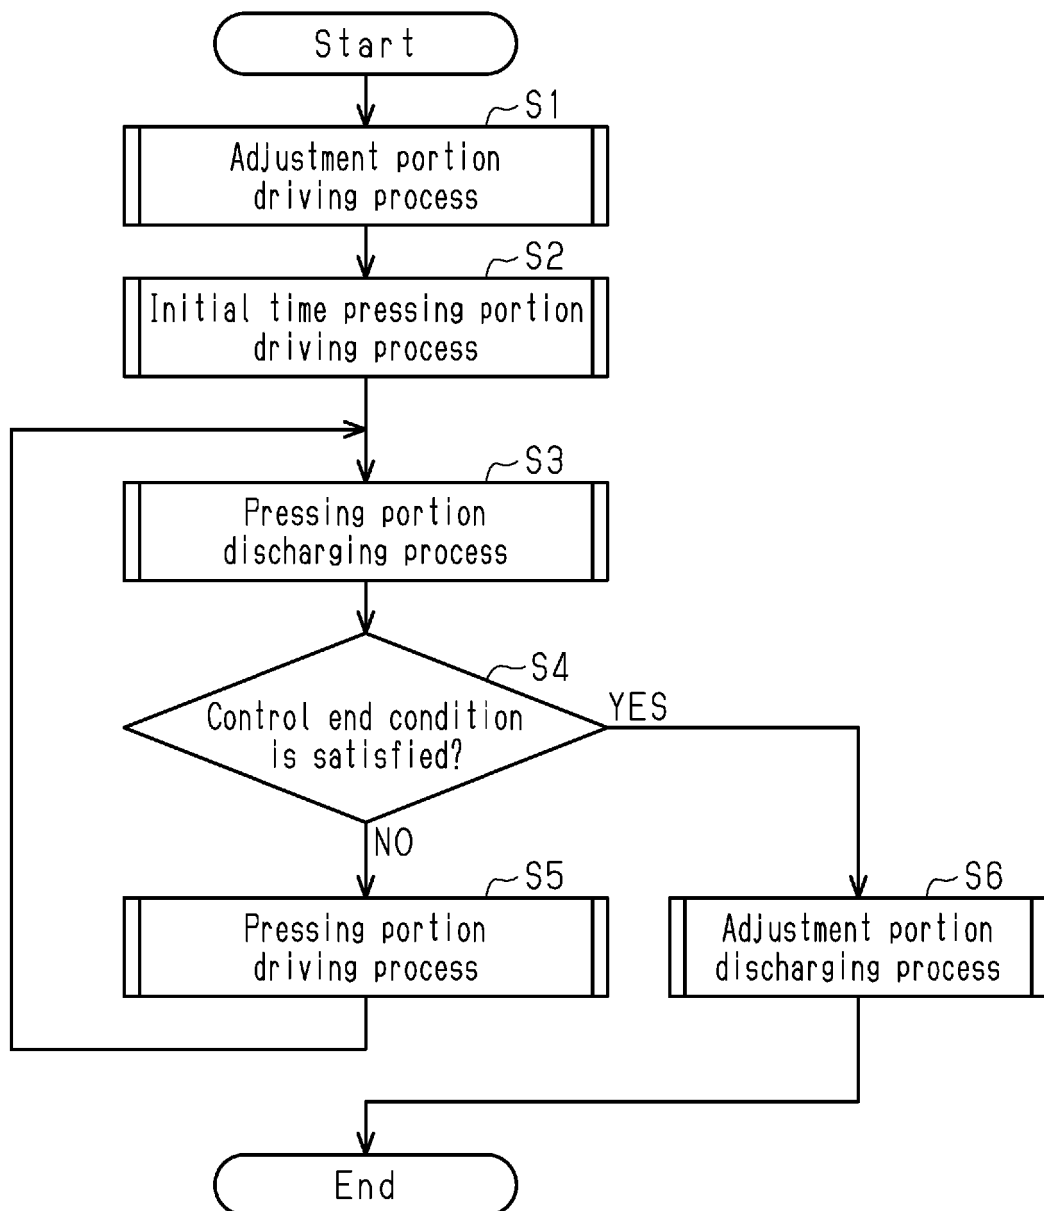 Start
S1
Adjustment portion
driving process
S2
Initial time pressing portion
driving process
S3
Pressing portion
discharging process
S4
Control end condition
is satisfied?
YES
NO
S5
Pressing portion
driving process
S6
Adjustment portion
discharging process
End